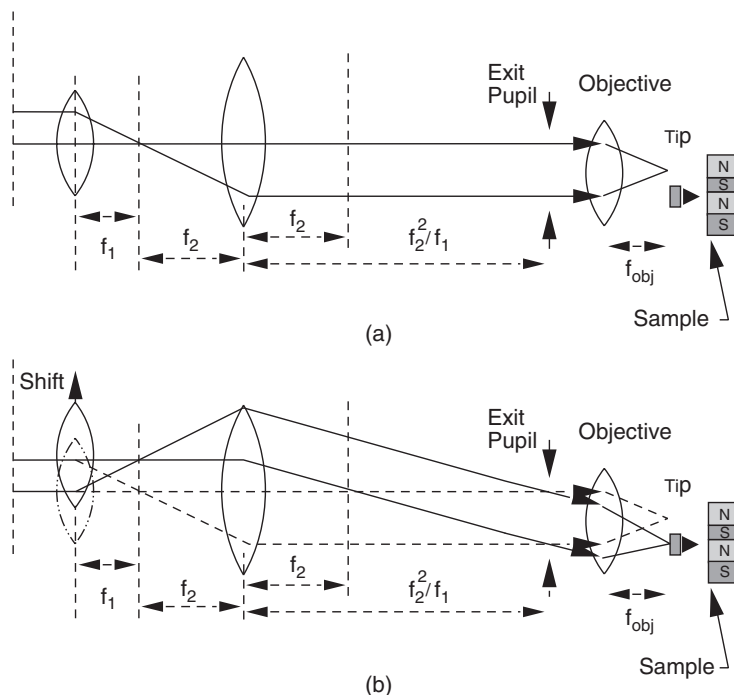 Exit
Pupil
Objective
Tip
N
S
N
S
f1
f2
f2
f2²/f1
fobj
Sample
(a)
Shift
Exit
Pupil
Objective
Tip
N
S
N
S
f1
f2
f2
f2²/f1
fobj
Sample
(b)